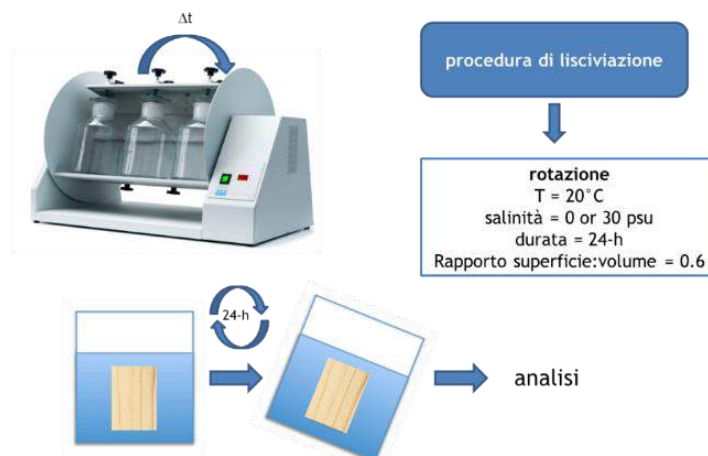 Δt
procedura di lisciviazione
rotazione
T = 20°C
salinità = 0 or 30 psu
durata = 24-h
Rapporto superficie:volume = 0.6
24-h
analisi